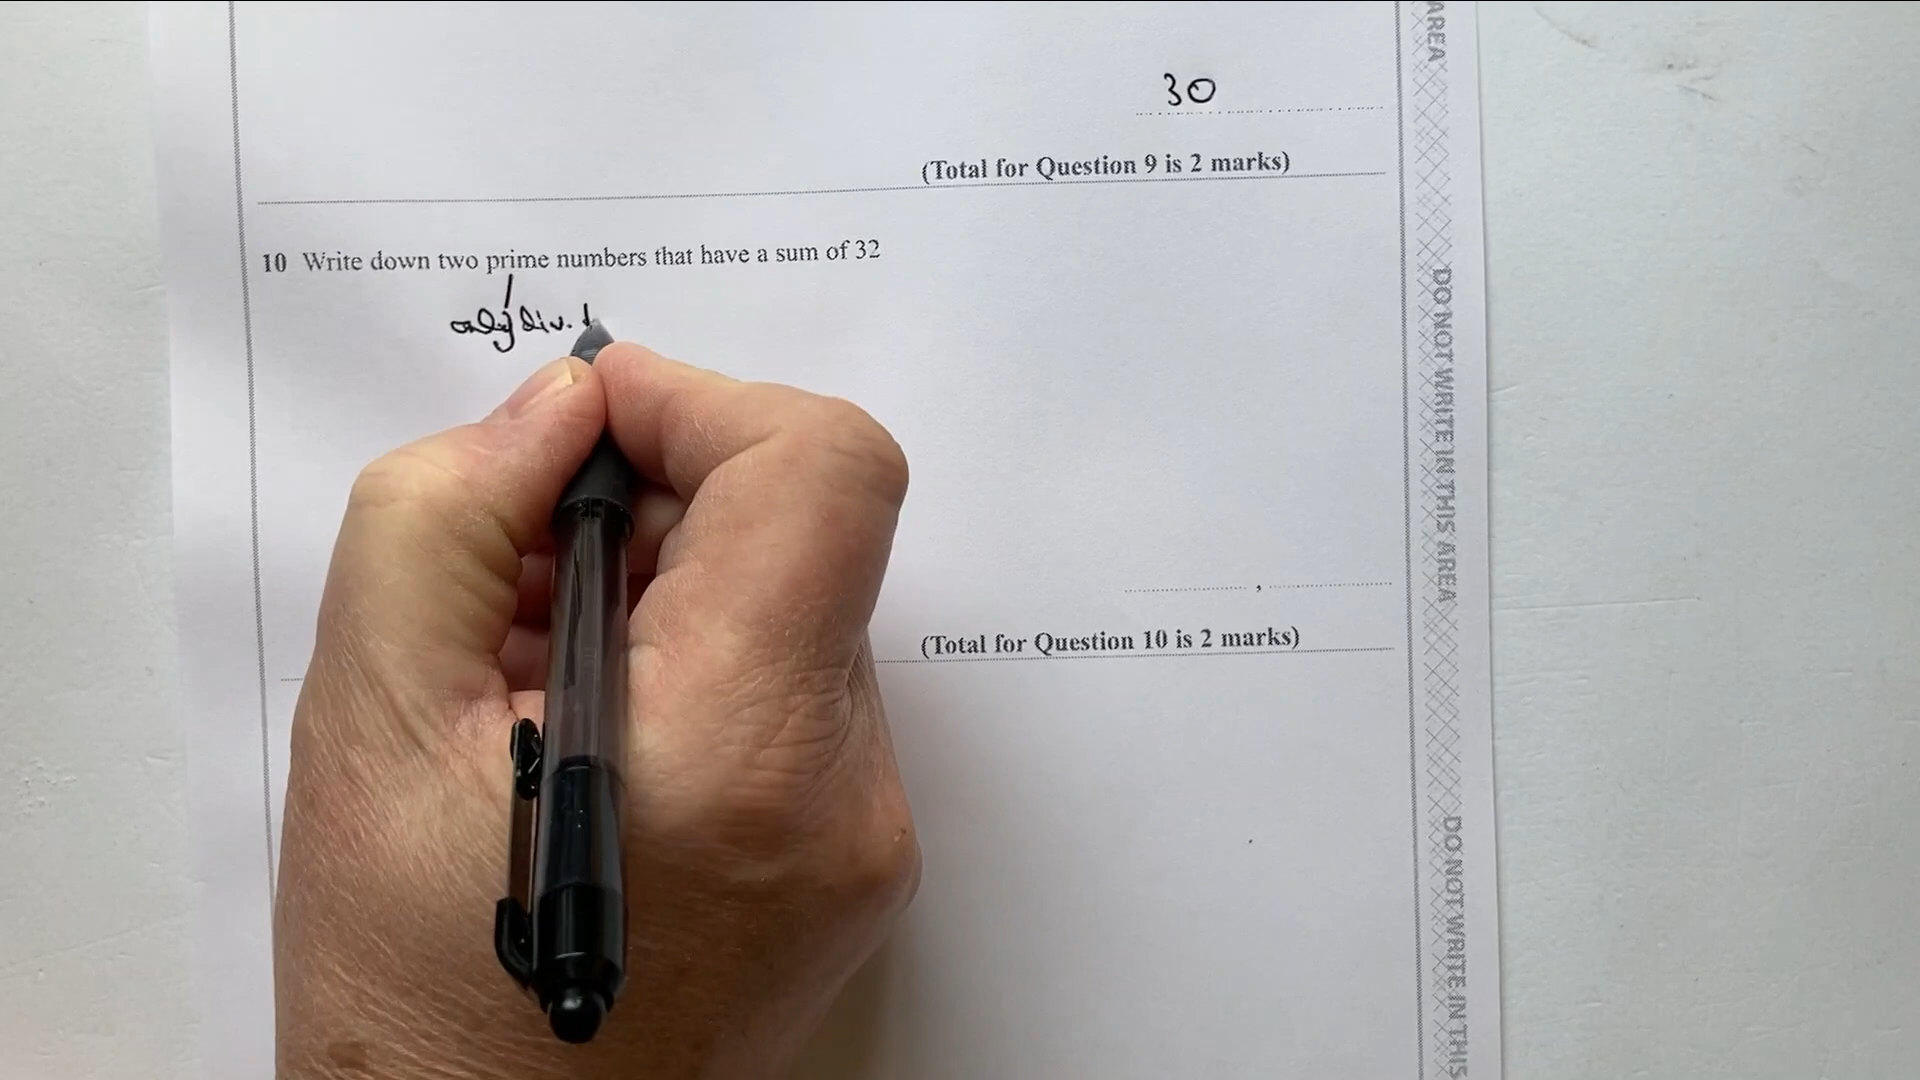 AREA
30
(Total for Question 9 is 2 marks)
10 Write down two prime numbers that have a sum of 32
only div.
,
(Total for Question 10 is 2 marks)
DO NOT WRITE IN THIS AREA
DO NOT WRITE IN THIS